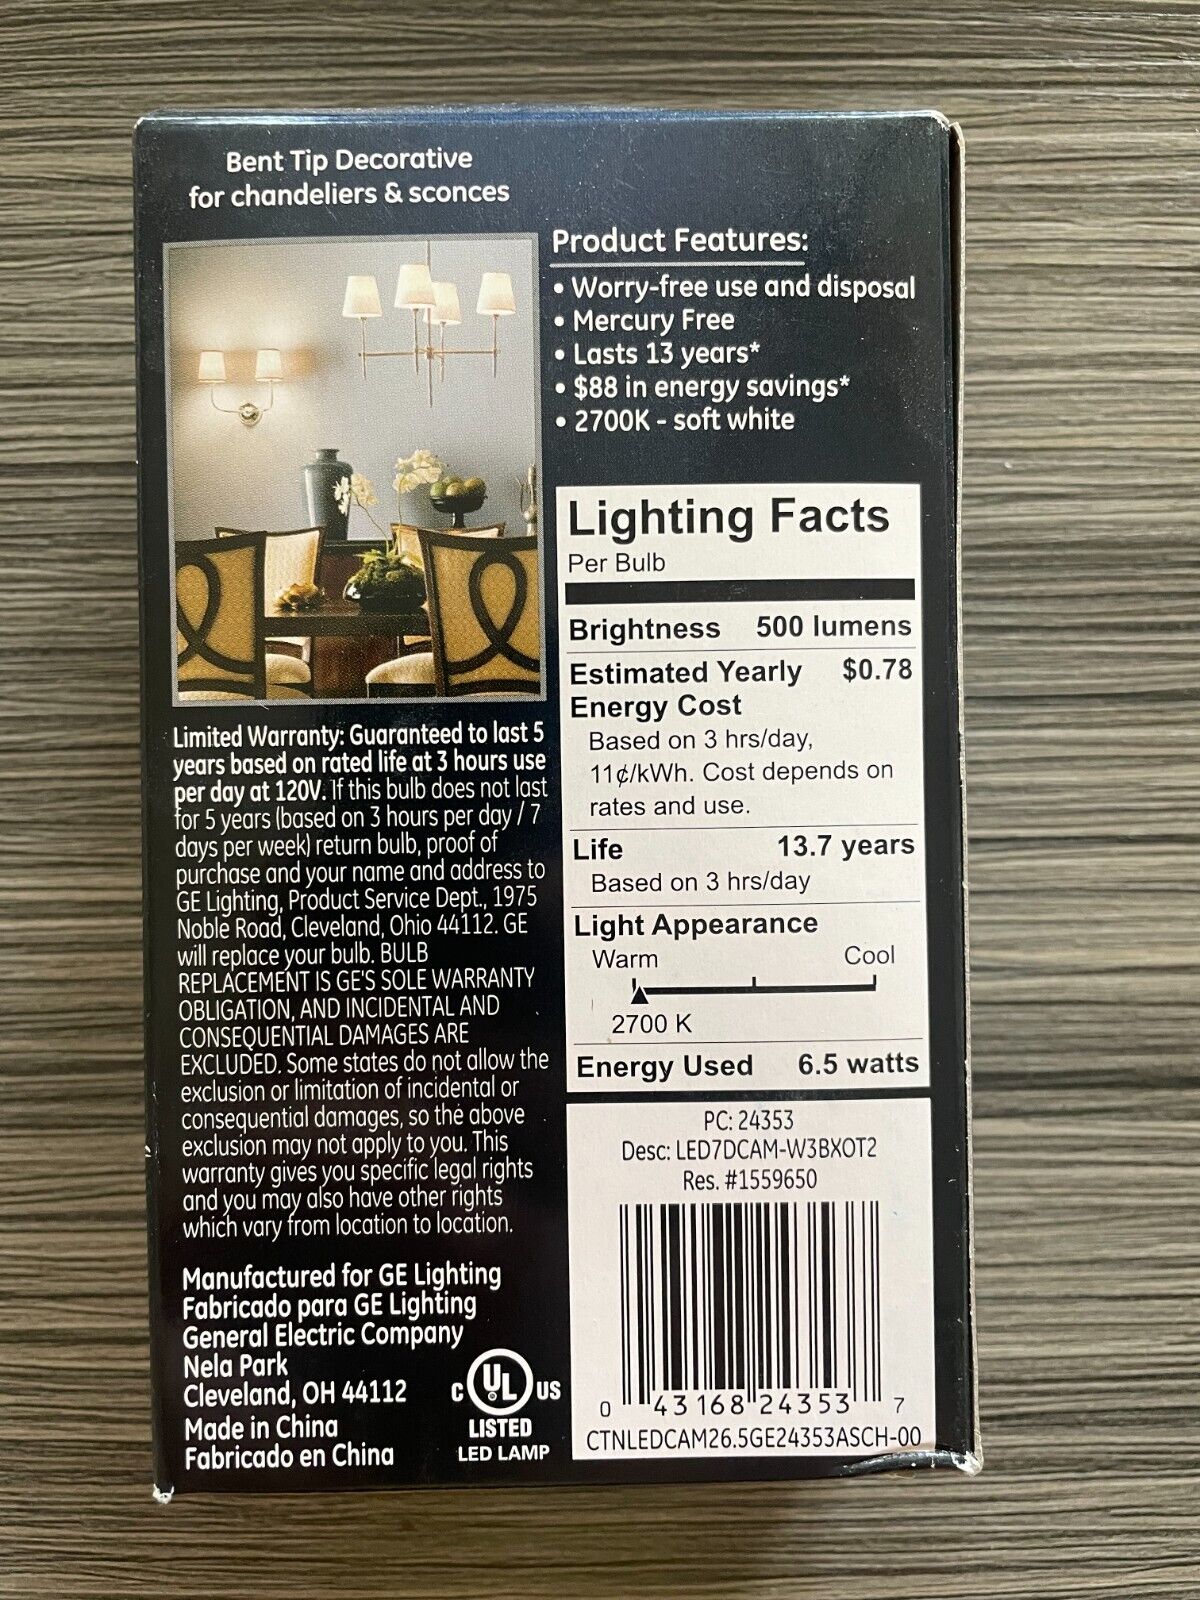 Bent Tip Decorative
for chandeliers & sconces
Product Features:
• Worry-free use and disposal
• Mercury Free
• Lasts 13 years*
• $88 in energy savings*
• 2700K - soft white
Limited Warranty: Guaranteed to last 5
years based on rated life at 3 hours use
per day at 120V. If this bulb does not last
for 5 years (based on 3 hours per day / 7
days per week) return bulb, proof of
purchase and your name and address to
GE Lighting, Product Service Dept., 1975
Noble Road, Cleveland, Ohio 44112. GE
will replace your bulb. BULB
REPLACEMENT IS GE'S SOLE WARRANTY
OBLIGATION, AND INCIDENTAL AND
CONSEQUENTIAL DAMAGES ARE
EXCLUDED. Some states do not allow the
exclusion or limitation of incidental or
consequential damages, so the above
exclusion may not apply to you. This
warranty gives you specific legal rights
and you may also have other rights
which vary from location to location.
Manufactured for GE Lighting
Fabricado para GE Lighting
General Electric Company
Nela Park
Cleveland, OH 44112
Made in China
Fabricado en China
C UL US
LISTED
LED LAMP
Lighting Facts
Per Bulb
Brightness 500 lumens
Estimated Yearly $0.78
Energy Cost
Based on 3 hrs/day,
11¢/kWh. Cost depends on
rates and use.
Life 13.7 years
Based on 3 hrs/day
Light Appearance
Warm Cool
2700 K
Energy Used 6.5 watts
PC: 24353
Desc: LED7DCAM-W3BXOT2
Res. #1559650
0 43168 24353 7
CTNLEDCAM26.5GE24353ASCH-00